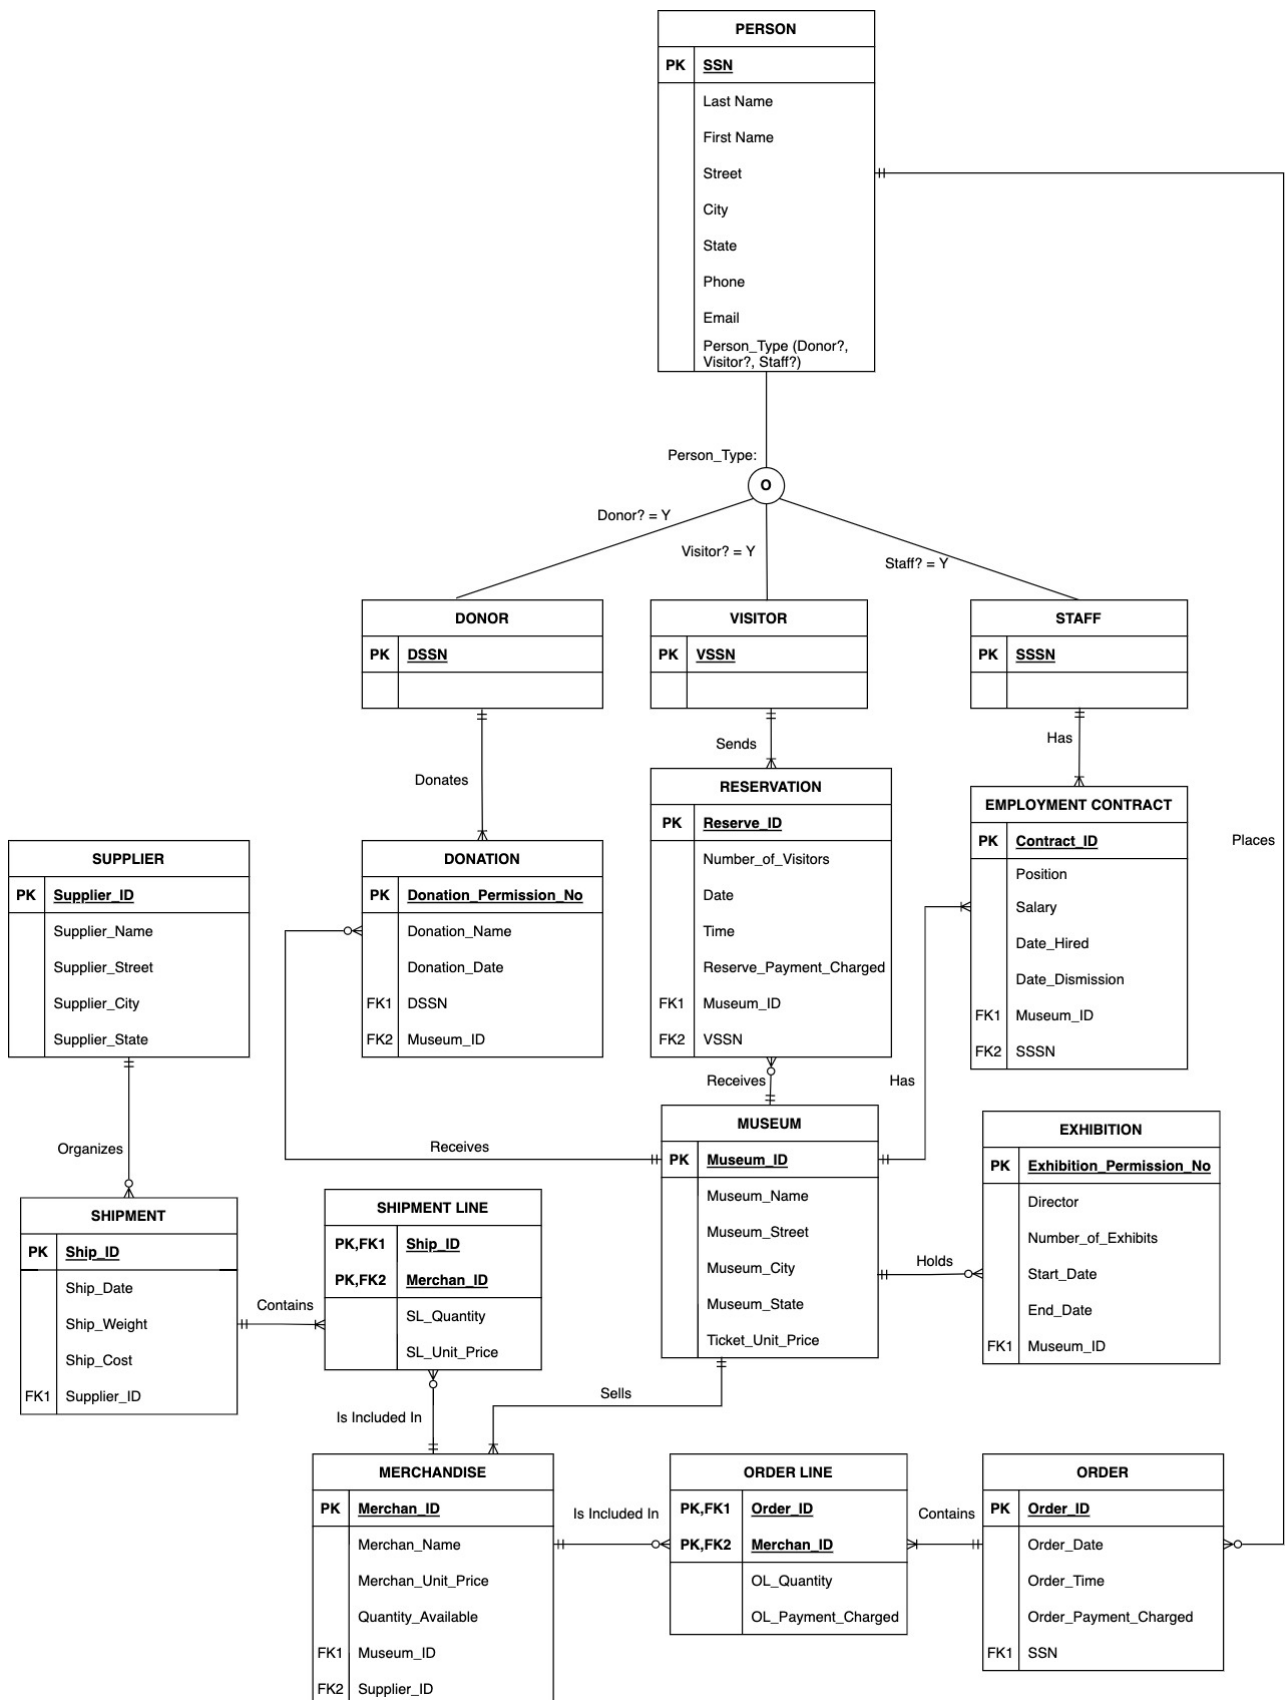 PERSON
PK SSN
Last Name
First Name
Street
City
State
Phone
Email
Person_Type (Donor?,
Visitor?, Staff?)
Person_Type:
O
Donor? = Y
Visitor? = Y
Staff? = Y
DONOR
PK DSSN
VISITOR
PK VSSN
STAFF
PK SSSN
Donates
Sends
Has
Places
SUPPLIER
PK Supplier_ID
Supplier_Name
Supplier_Street
Supplier_City
Supplier_State
DONATION
PK Donation_Permission_No
Donation_Name
Donation_Date
FK1 DSSN
FK2 Museum_ID
RESERVATION
PK Reserve_ID
Number_of_Visitors
Date
Time
Reserve_Payment_Charged
FK1 Museum_ID
FK2 VSSN
EMPLOYMENT CONTRACT
PK Contract_ID
Position
Salary
Date_Hired
Date_Dismission
FK1 Museum_ID
FK2 SSSN
Organizes
Receives
Receives
Has
SHIPMENT
PK Ship_ID
Ship_Date
Ship_Weight
Ship_Cost
FK1 Supplier_ID
Contains
SHIPMENT LINE
PK,FK1 Ship_ID
PK,FK2 Merchan_ID
SL_Quantity
SL_Unit_Price
MUSEUM
PK Museum_ID
Museum_Name
Museum_Street
Museum_City
Museum_State
Ticket_Unit_Price
Holds
EXHIBITION
PK Exhibition_Permission_No
Director
Number_of_Exhibits
Start_Date
End_Date
FK1 Museum_ID
Is Included In
Sells
MERCHANDISE
PK Merchan_ID
Merchan_Name
Merchan_Unit_Price
Quantity_Available
FK1 Museum_ID
FK2 Supplier_ID
Is Included In
ORDER LINE
PK,FK1 Order_ID
PK,FK2 Merchan_ID
OL_Quantity
OL_Payment_Charged
Contains
ORDER
PK Order_ID
Order_Date
Order_Time
Order_Payment_Charged
FK1 SSN